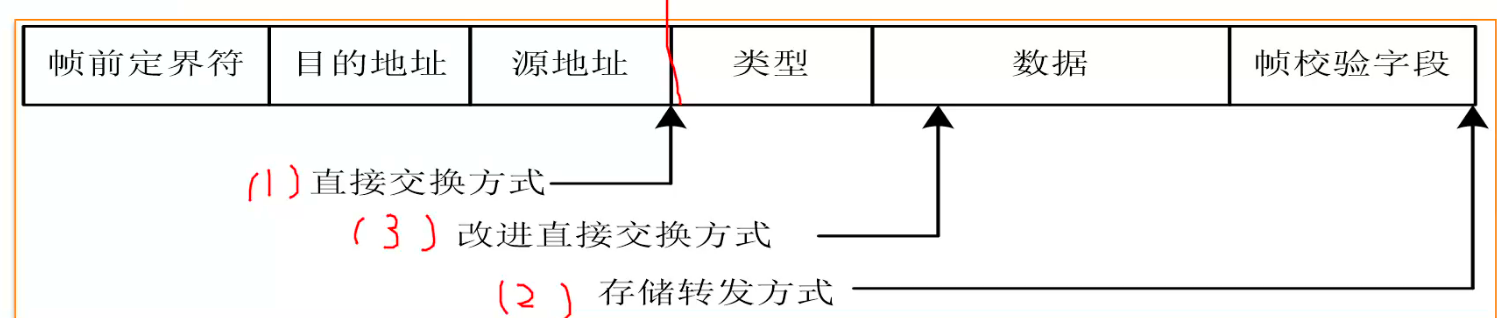 帧前定界符 目的地址 源地址 类型 数据 帧校验字段
(1)直接交换方式
(3)改进直接交换方式
(2)存储转发方式